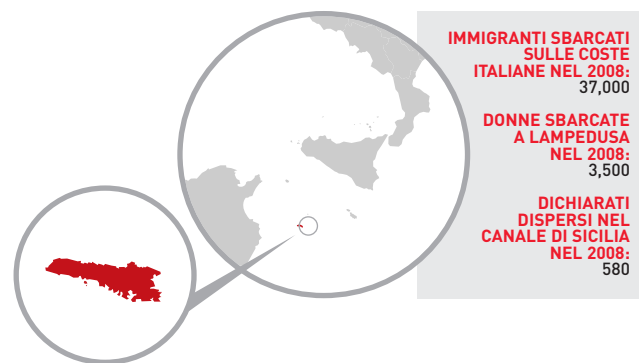 IMMIGRANTI SBARCATI
SULLE COSTE
ITALIANE NEL 2008:
37,000
DONNE SBARCATE
A LAMPEDUSA
NEL 2008:
3,500
DICHIARATI
DISPERSI NEL
CANALE DI SICILIA
NEL 2008:
580